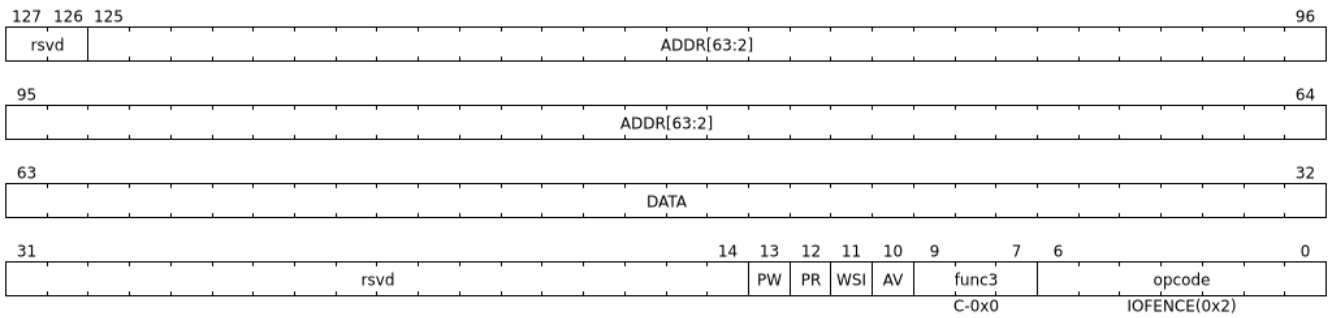 127 126 125 96
rsvd ADDR[63:2]
95 64
ADDR[63:2]
63 32
DATA
31 14 13 12 11 10 9 7 6 0
rsvd PW PR WSI AV func3 opcode
C-0x0 IOFENCE(0x2)